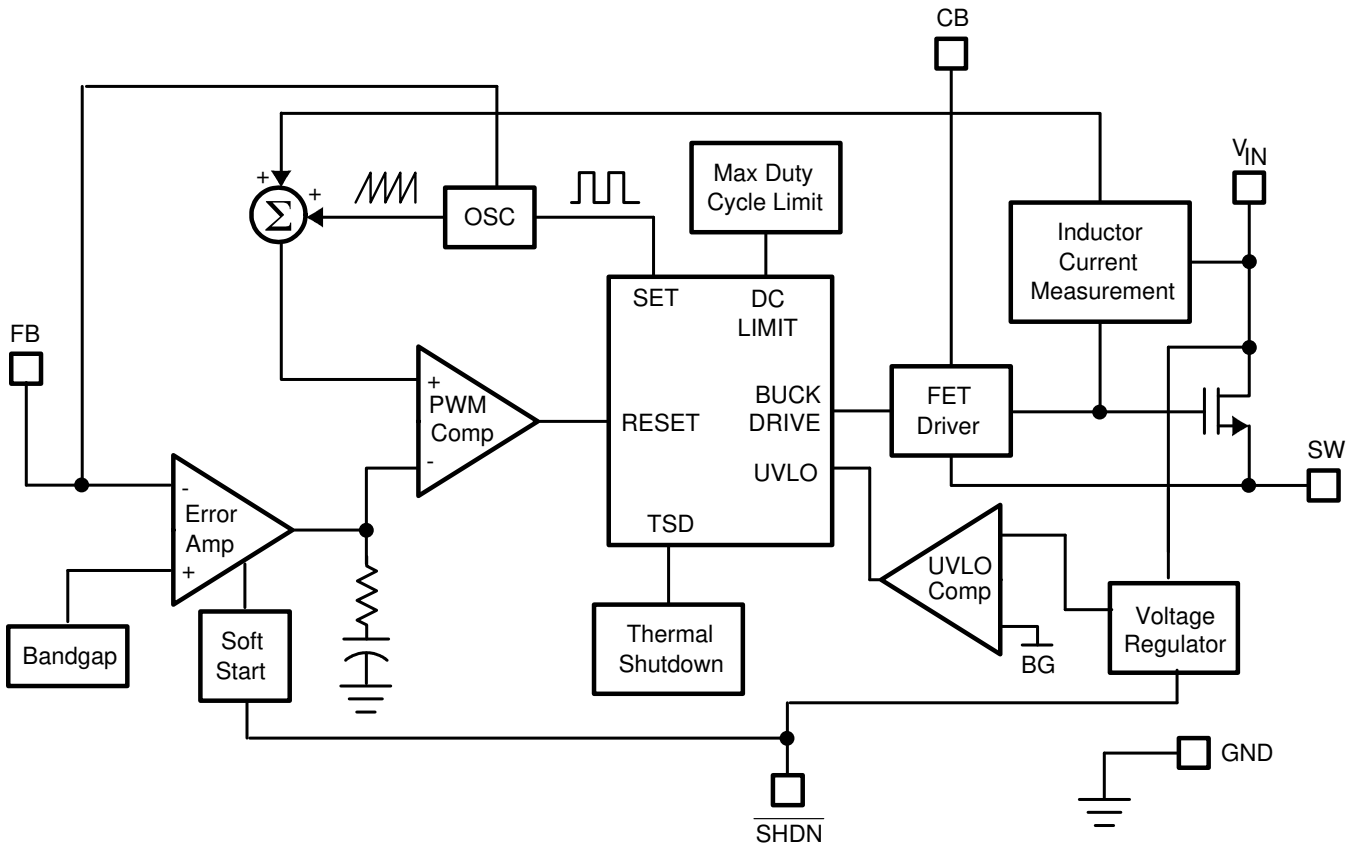 CB
V_IN
Max Duty
Cycle Limit
+
+
Σ
OSC
Inductor
Current
Measurement
SET
DC
LIMIT
FB
+
PWM
Comp
-
RESET
BUCK
DRIVE
FET
Driver
UVLO
SW
-
Error
Amp
+
TSD
UVLO
Comp
Bandgap
Soft
Start
Thermal
Shutdown
BG
Voltage
Regulator
GND
SHDN